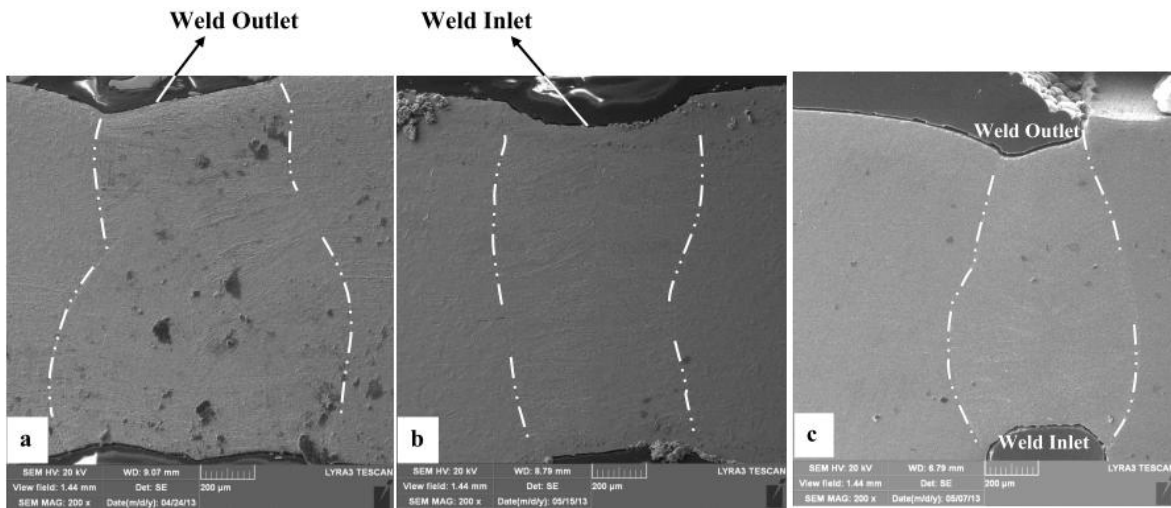 Weld Outlet
Weld Inlet
Weld Outlet
Weld Inlet
a
SEM HV: 20 kV WD: 9.07 mm LYRA3 TESCAN
View field: 1.44 mm Det: SE 200 µm
SEM MAG: 200 x Date(m/d/y): 04/24/13
b
SEM HV: 20 kV WD: 8.79 mm LYRA3 TESCAN
View field: 1.44 mm Det: SE 200 µm
SEM MAG: 200 x Date(m/d/y): 05/15/13
c
SEM HV: 20 kV WD: 6.79 mm LYRA3 TESCAN
View field: 1.44 mm Det: SE 200 µm
SEM MAG: 200 x Date(m/d/y): 05/07/13